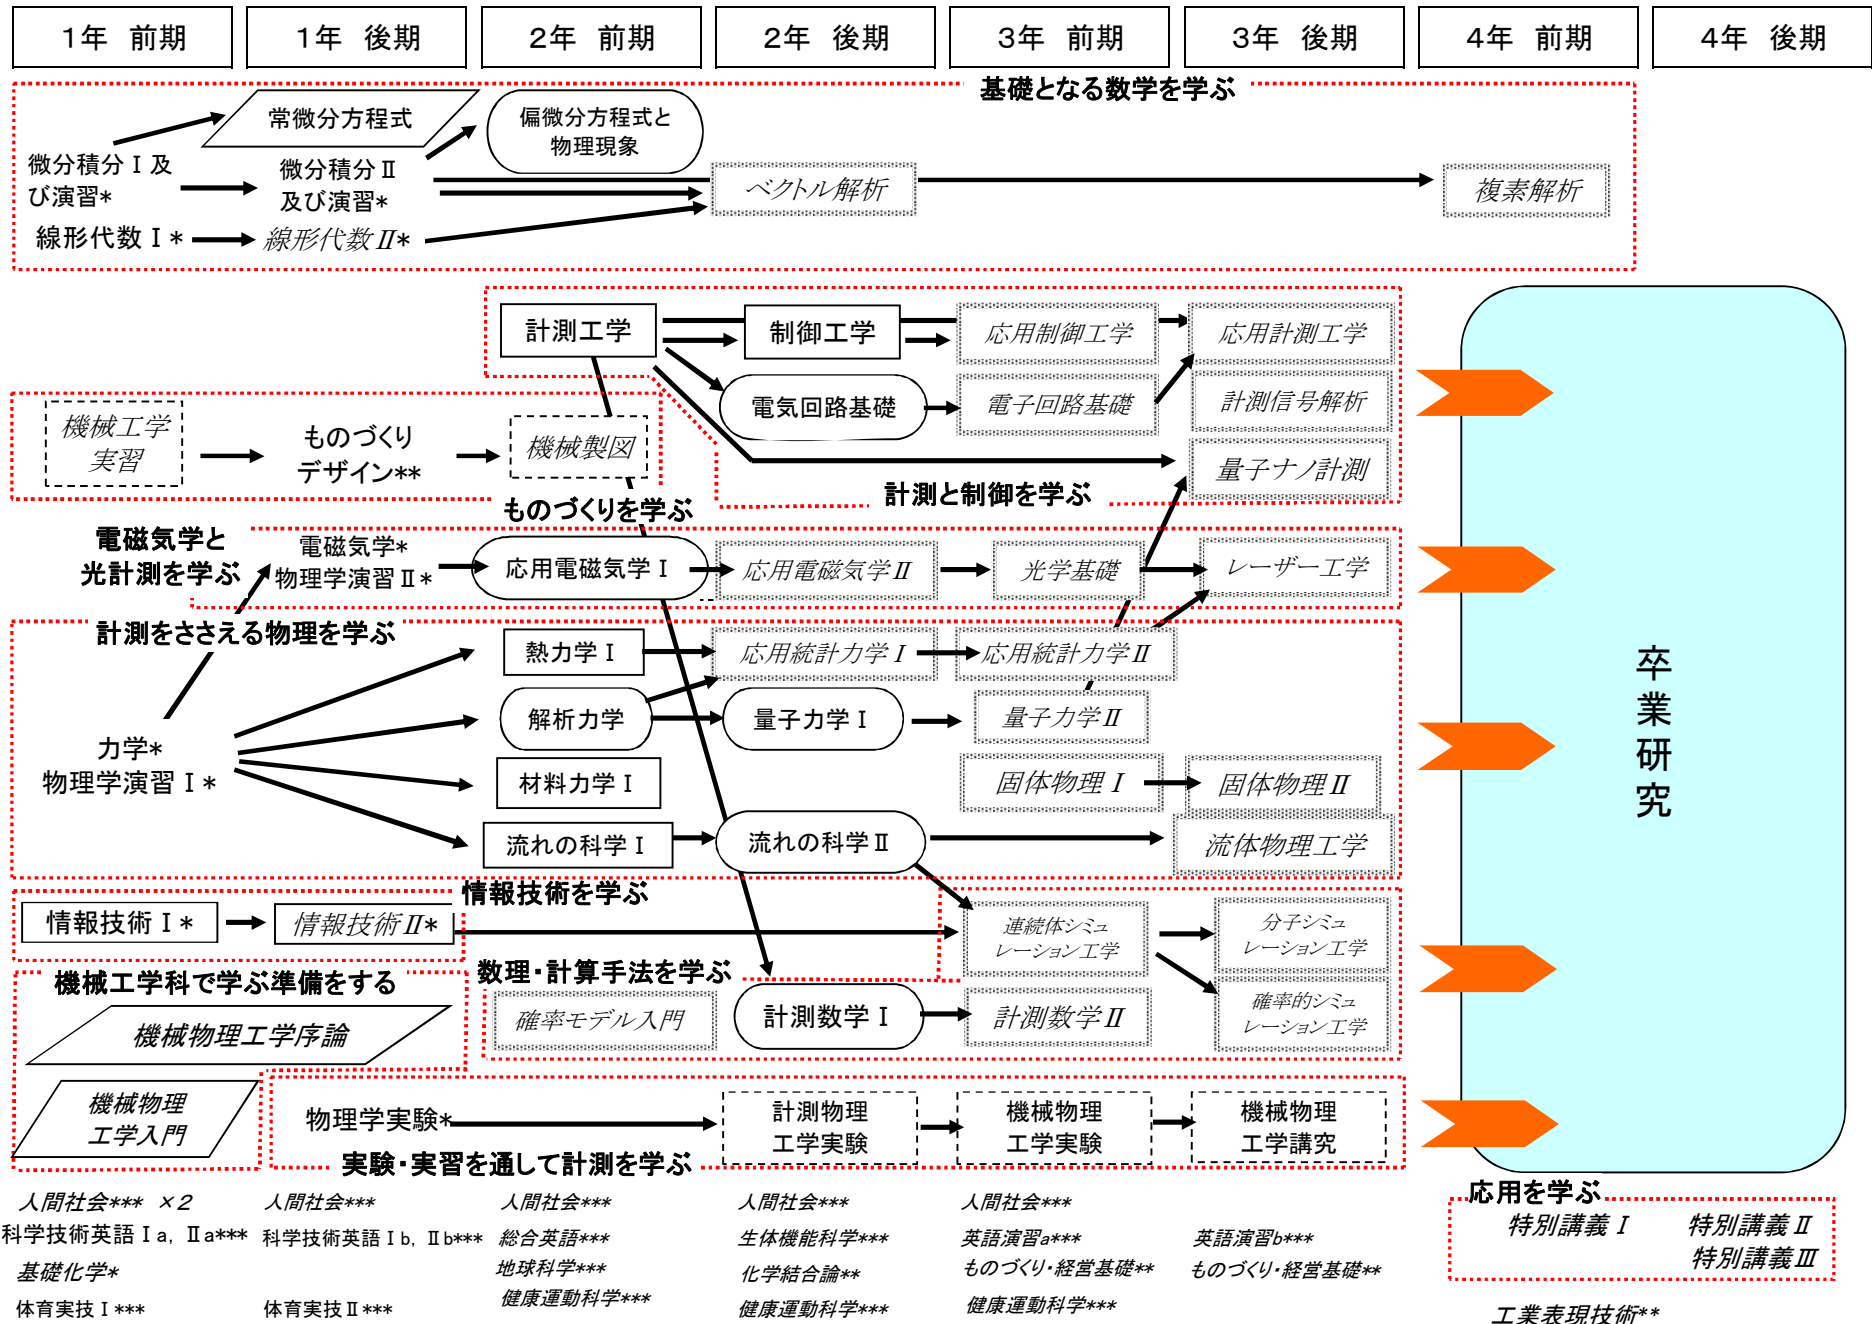 1年 前期
1年 後期
2年 前期
2年 後期
3年 前期
3年 後期
4年 前期
4年 後期
基礎となる数学を学ぶ
常微分方程式
偏微分方程式と
物理現象
微分積分Ⅰ及
び演習*
微分積分Ⅱ
及び演習*
ベクトル解析
複素解析
線形代数Ⅰ*
線形代数Ⅱ*
計測工学
制御工学
応用制御工学
応用計測工学
電気回路基礎
電子回路基礎
計測信号解析
機械工学
実習
ものづくり
デザイン**
機械製図
量子ナノ計測
計測と制御を学ぶ
ものづくりを学ぶ
電磁気学と
光計測を学ぶ
電磁気学*
物理学演習Ⅱ*
応用電磁気学Ⅰ
応用電磁気学Ⅱ
光学基礎
レーザー工学
計測をささえる物理を学ぶ
熱力学Ⅰ
応用統計力学Ⅰ
応用統計力学Ⅱ
解析力学
量子力学Ⅰ
量子力学Ⅱ
力学*
物理学演習Ⅰ*
材料力学Ⅰ
固体物理Ⅰ
固体物理Ⅱ
流れの科学Ⅰ
流れの科学Ⅱ
流体物理工学
卒業研究
情報技術を学ぶ
情報技術Ⅰ*
情報技術Ⅱ*
連続体シミュ
レーション工学
分子シミュ
レーション工学
機械工学科で学ぶ準備をする
数理・計算手法を学ぶ
機械物理工学序論
確率モデル入門
計測数学Ⅰ
計測数学Ⅱ
確率的シミュ
レーション工学
機械物理
工学入門
物理学実験*
計測物理
工学実験
機械物理
工学実験
機械物理
工学講究
実験・実習を通して計測を学ぶ
応用を学ぶ
特別講義Ⅰ
特別講義Ⅱ
特別講義Ⅲ
人間社会*** ×2
人間社会***
人間社会***
人間社会***
人間社会***
科学技術英語Ⅰa, Ⅱa***
科学技術英語Ⅰb, Ⅱb***
総合英語***
生体機能科学***
英語演習a***
英語演習b***
基礎化学*
地球科学***
化学結合論**
ものづくり・経営基礎**
ものづくり・経営基礎**
体育実技Ⅰ***
体育実技Ⅱ***
健康運動科学***
健康運動科学***
健康運動科学***
工業表現技術**